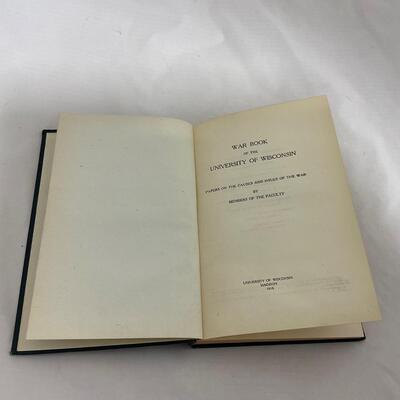 WAR BOOK
OF THE
UNIVERSITY OF WISCONSIN
PAPERS ON THE CAUSES AND ISSUES OF THE WAR
BY
MEMBERS OF THE FACULTY
UNIVERSITY OF WISCONSIN
MADISON
1918